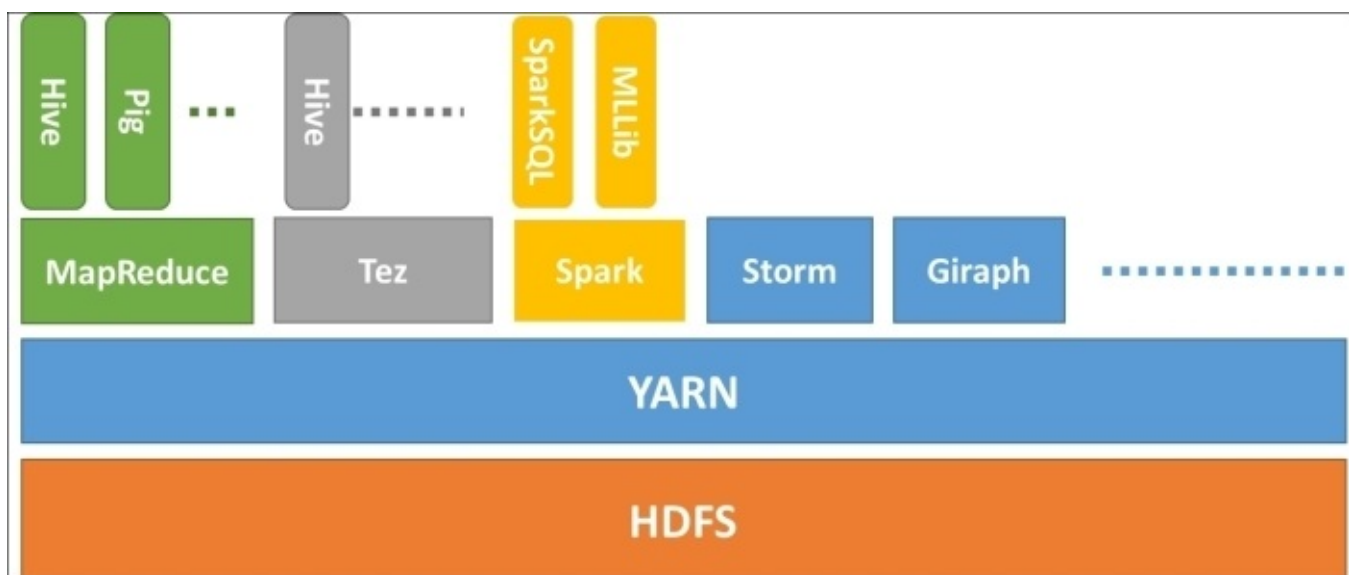 Hive
Pig
Hive
SparkSQL
MLLib
MapReduce
Tez
Spark
Storm
Giraph
YARN
HDFS